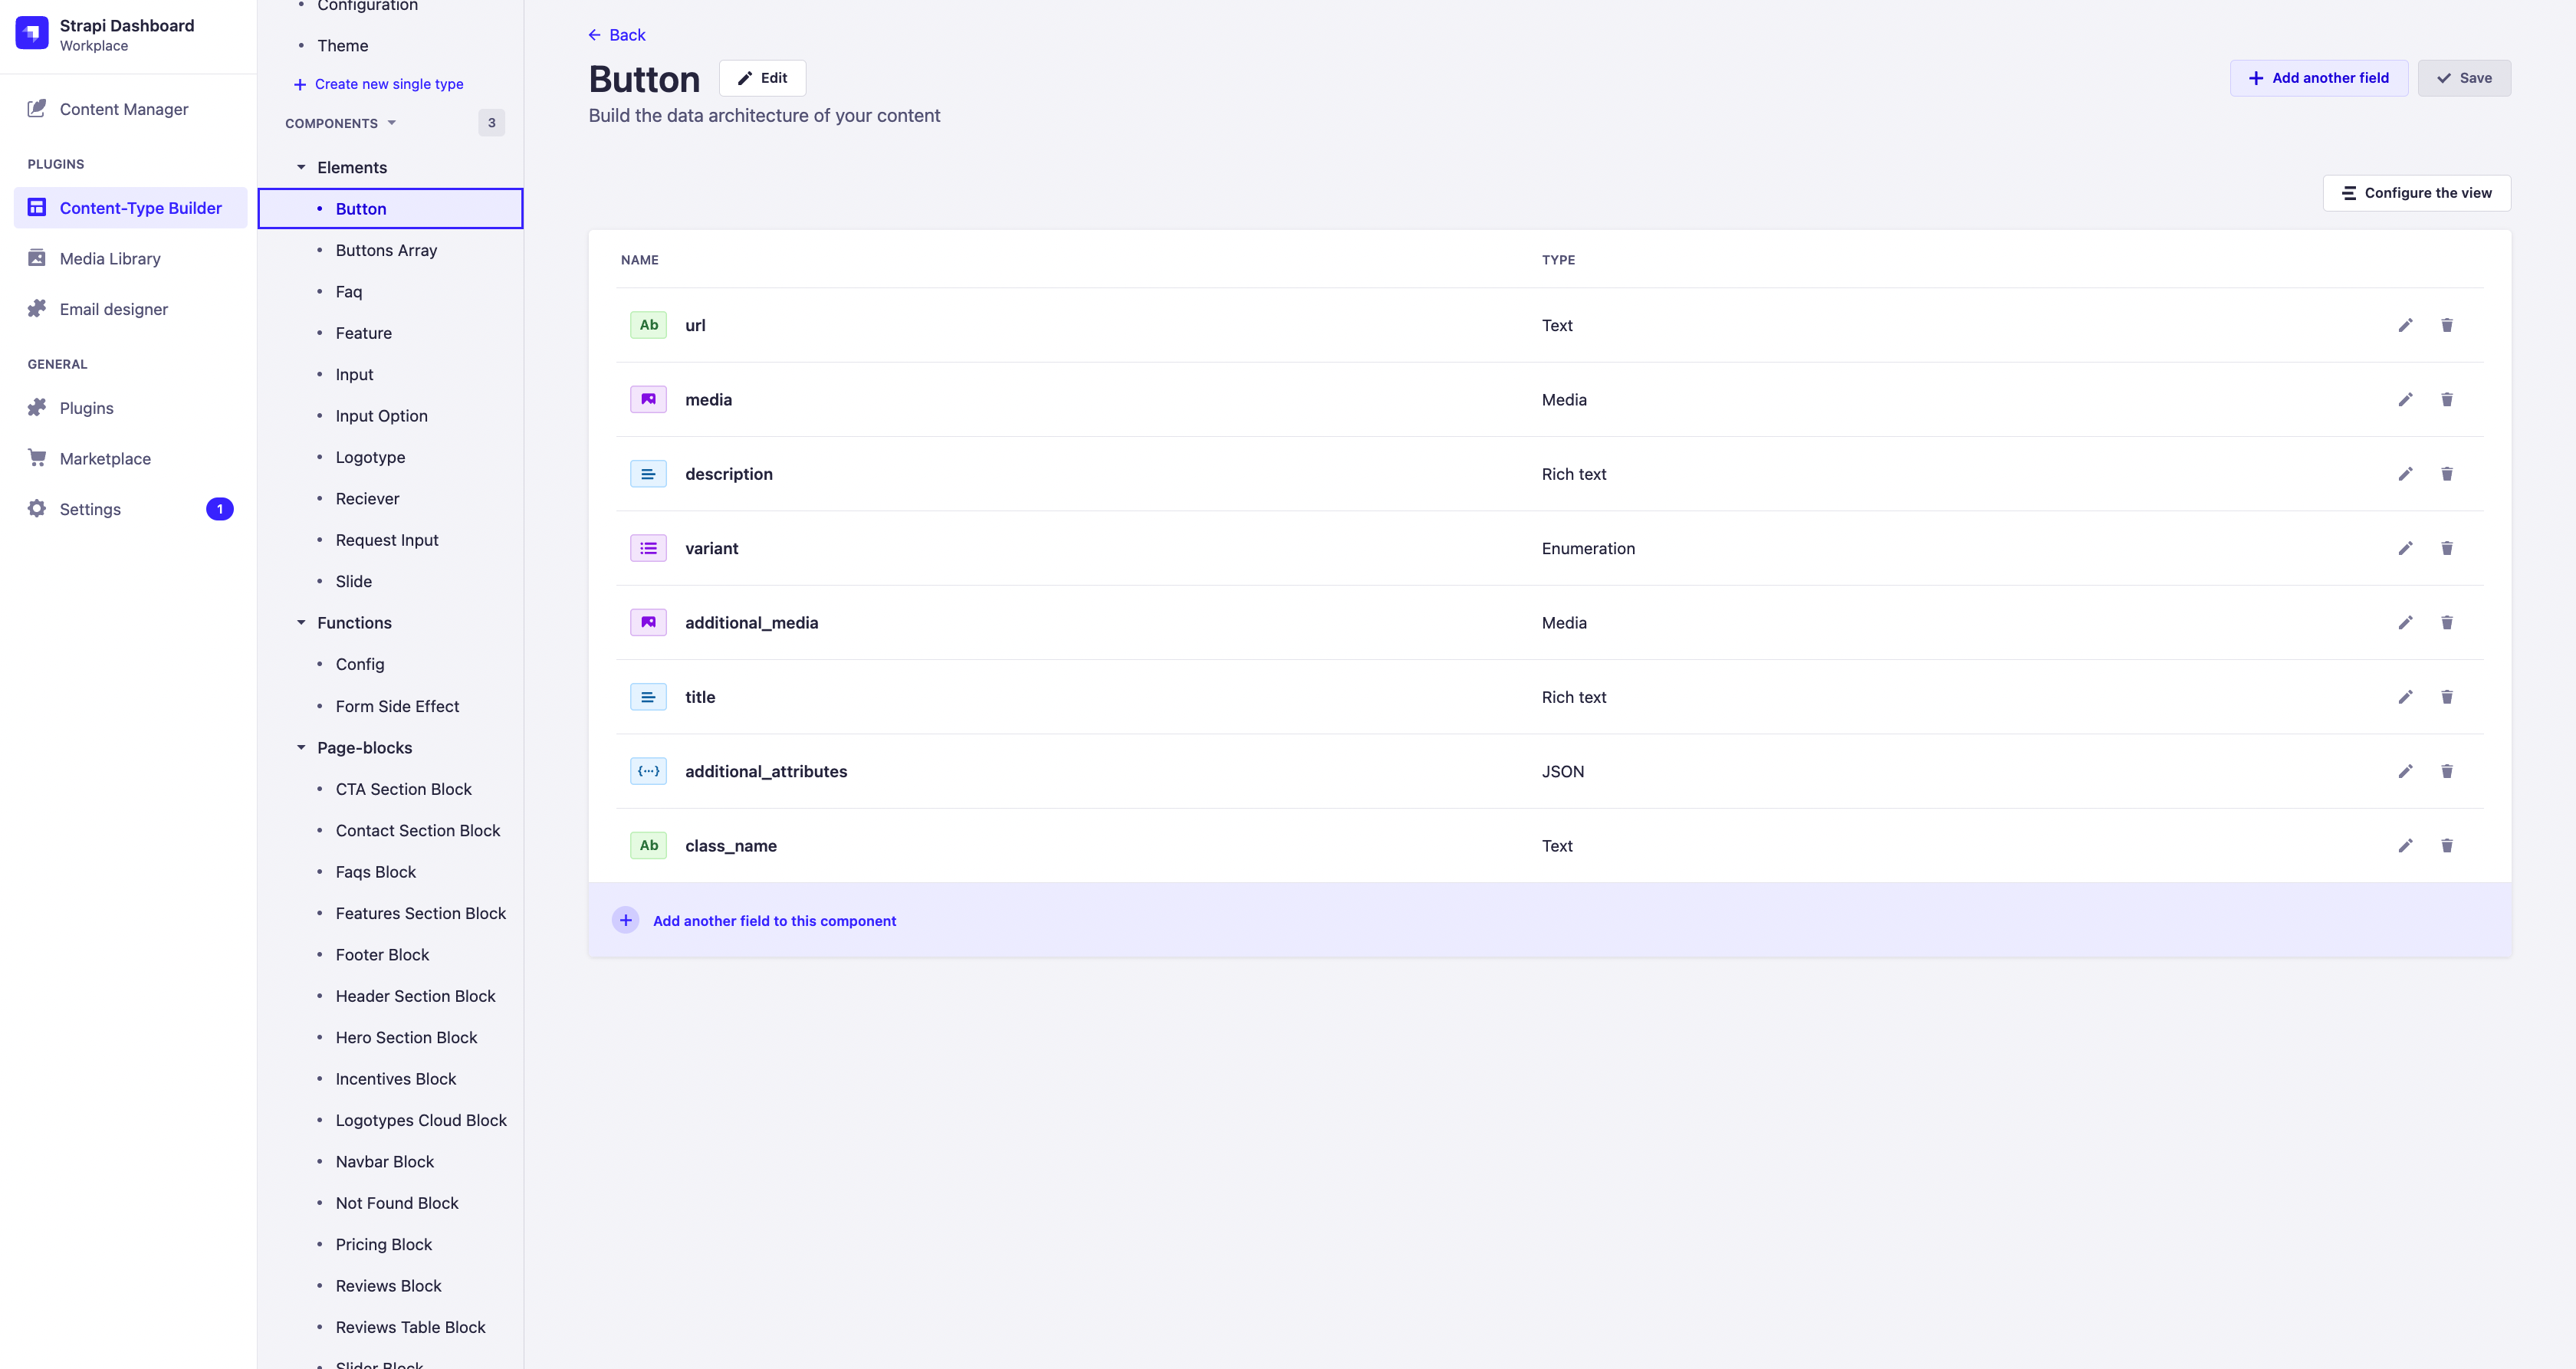 Strapi Dashboard
Workplace
Content Manager
PLUGINS
Content-Type Builder
Media Library
Email designer
GENERAL
Plugins
Marketplace
Settings
1
Configuration
Theme
Create new single type
COMPONENTS
3
Elements
Button
Buttons Array
Faq
Feature
Input
Input Option
Logotype
Reciever
Request Input
Slide
Functions
Config
Form Side Effect
Page-blocks
CTA Section Block
Contact Section Block
Faqs Block
Features Section Block
Footer Block
Header Section Block
Hero Section Block
Incentives Block
Logotypes Cloud Block
Navbar Block
Not Found Block
Pricing Block
Reviews Block
Reviews Table Block
Slider Block
Back
Button
Edit
Add another field
Save
Build the data architecture of your content
Configure the view
NAME TYPE
Ab url Text
media Media
description Rich text
variant Enumeration
additional_media Media
title Rich text
{···} additional_attributes JSON
Ab class_name Text
Add another field to this component